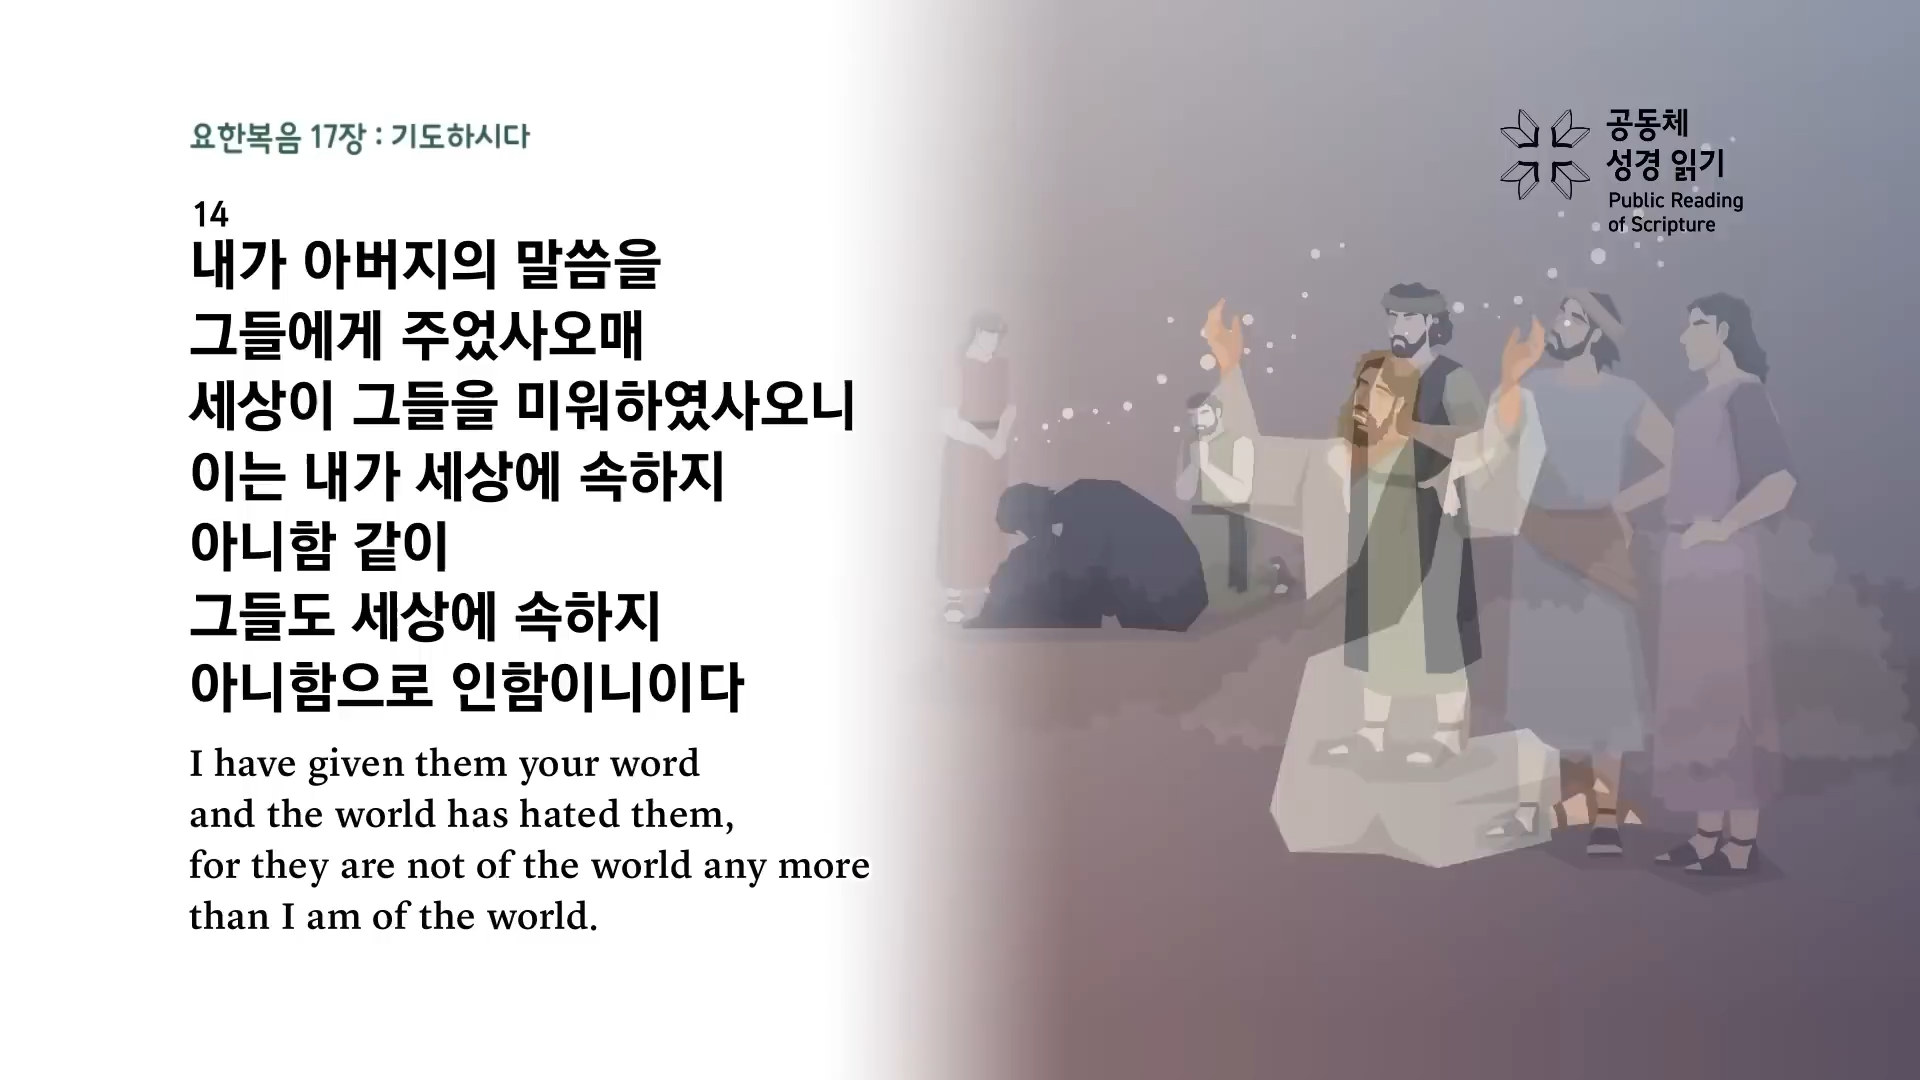 요한복음 17장 : 기도하시다
14
내가 아버지의 말씀을
그들에게 주었사오매
세상이 그들을 미워하였사오니
이는 내가 세상에 속하지
아니함 같이
그들도 세상에 속하지
아니함으로 인함이니이다
I have given them your word
and the world has hated them,
for they are not of the world any more
than I am of the world.
공동체
성경 읽기
Public Reading
of Scripture